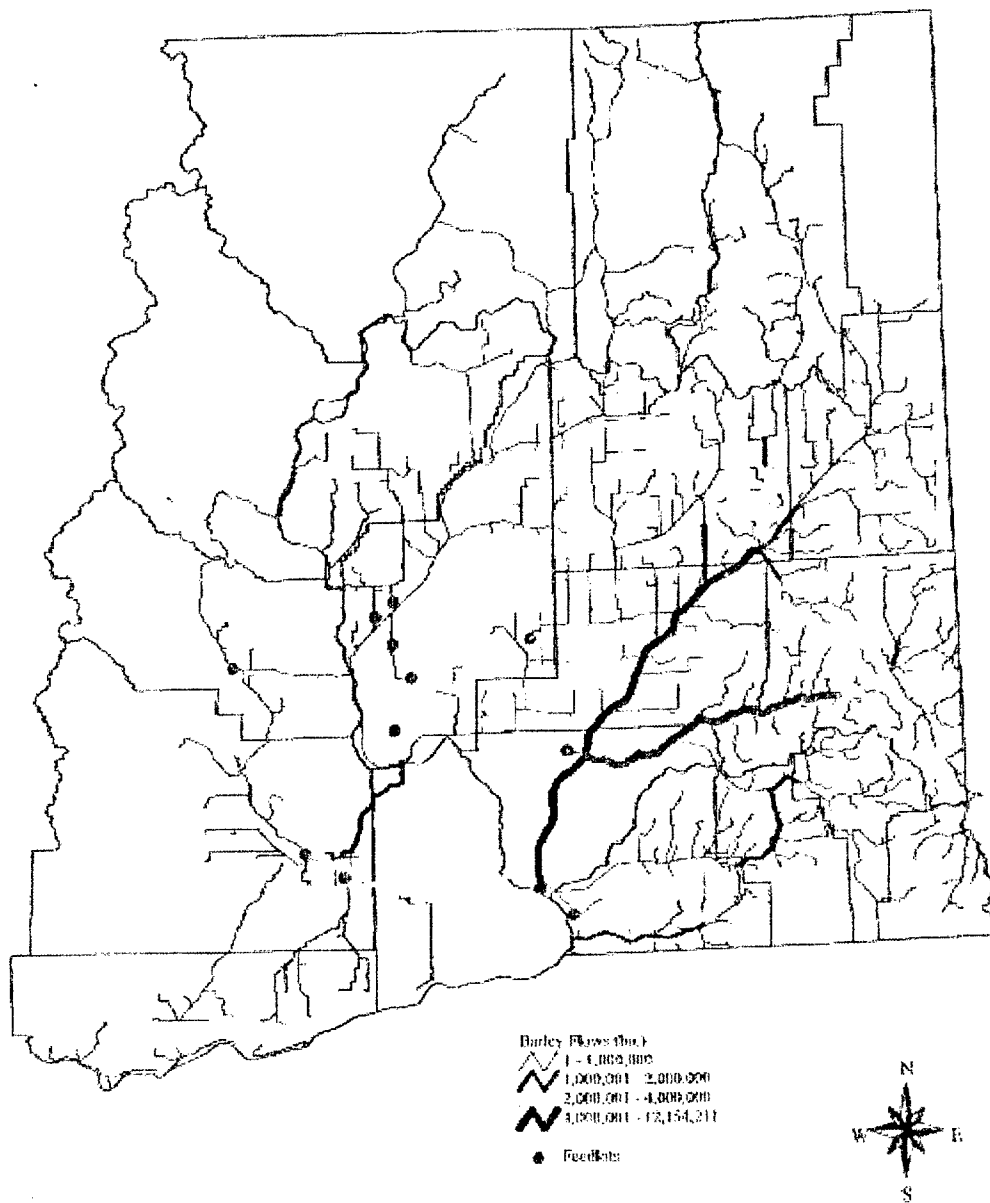 Barley Flows (bu.)
1 - 1,000,000
1,000,001 - 2,000,000
2,000,001 - 4,000,000
4,000,001 - 12,154,211
Feedlots
N
W E
S